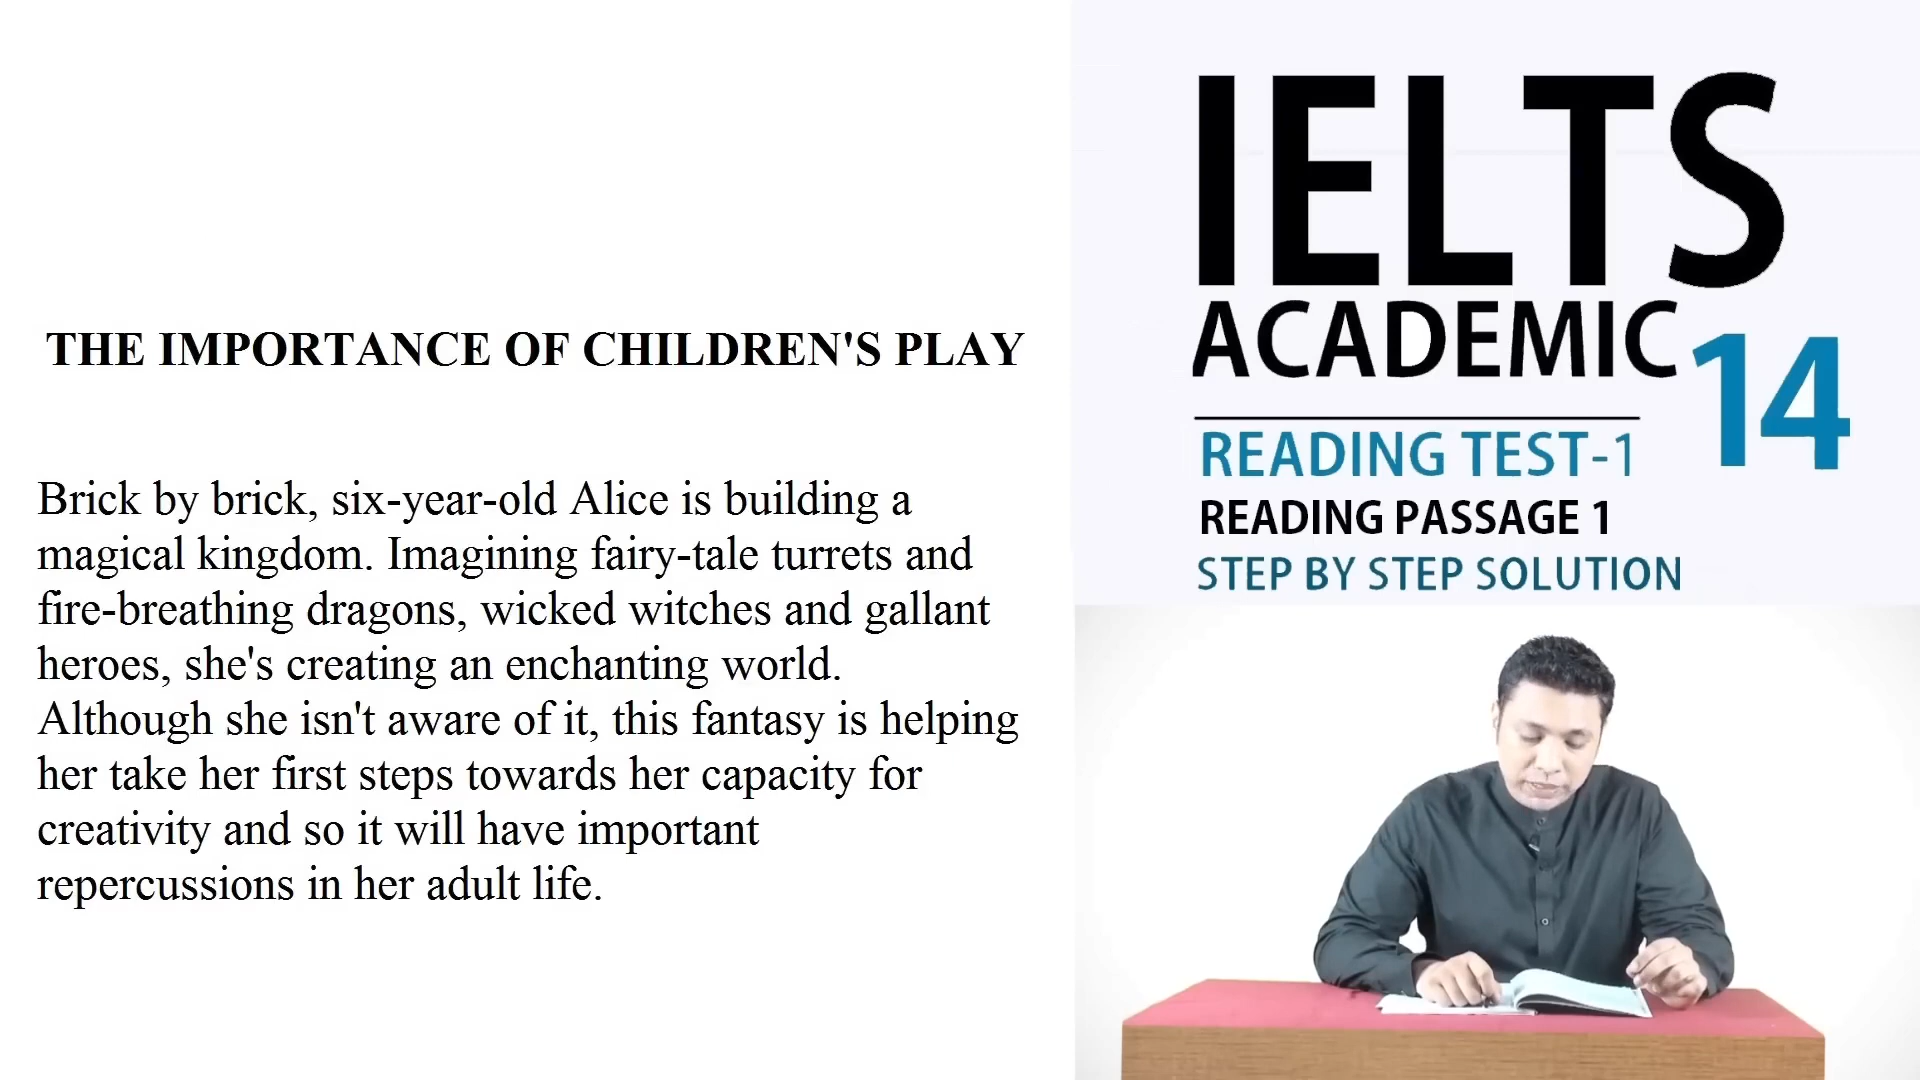 THE IMPORTANCE OF CHILDREN'S PLAY
Brick by brick, six-year-old Alice is building a
magical kingdom. Imagining fairy-tale turrets and
fire-breathing dragons, wicked witches and gallant
heroes, she's creating an enchanting world.
Although she isn't aware of it, this fantasy is helping
her take her first steps towards her capacity for
creativity and so it will have important
repercussions in her adult life.
IELTS
ACADEMIC 14
READING TEST-1
READING PASSAGE 1
STEP BY STEP SOLUTION